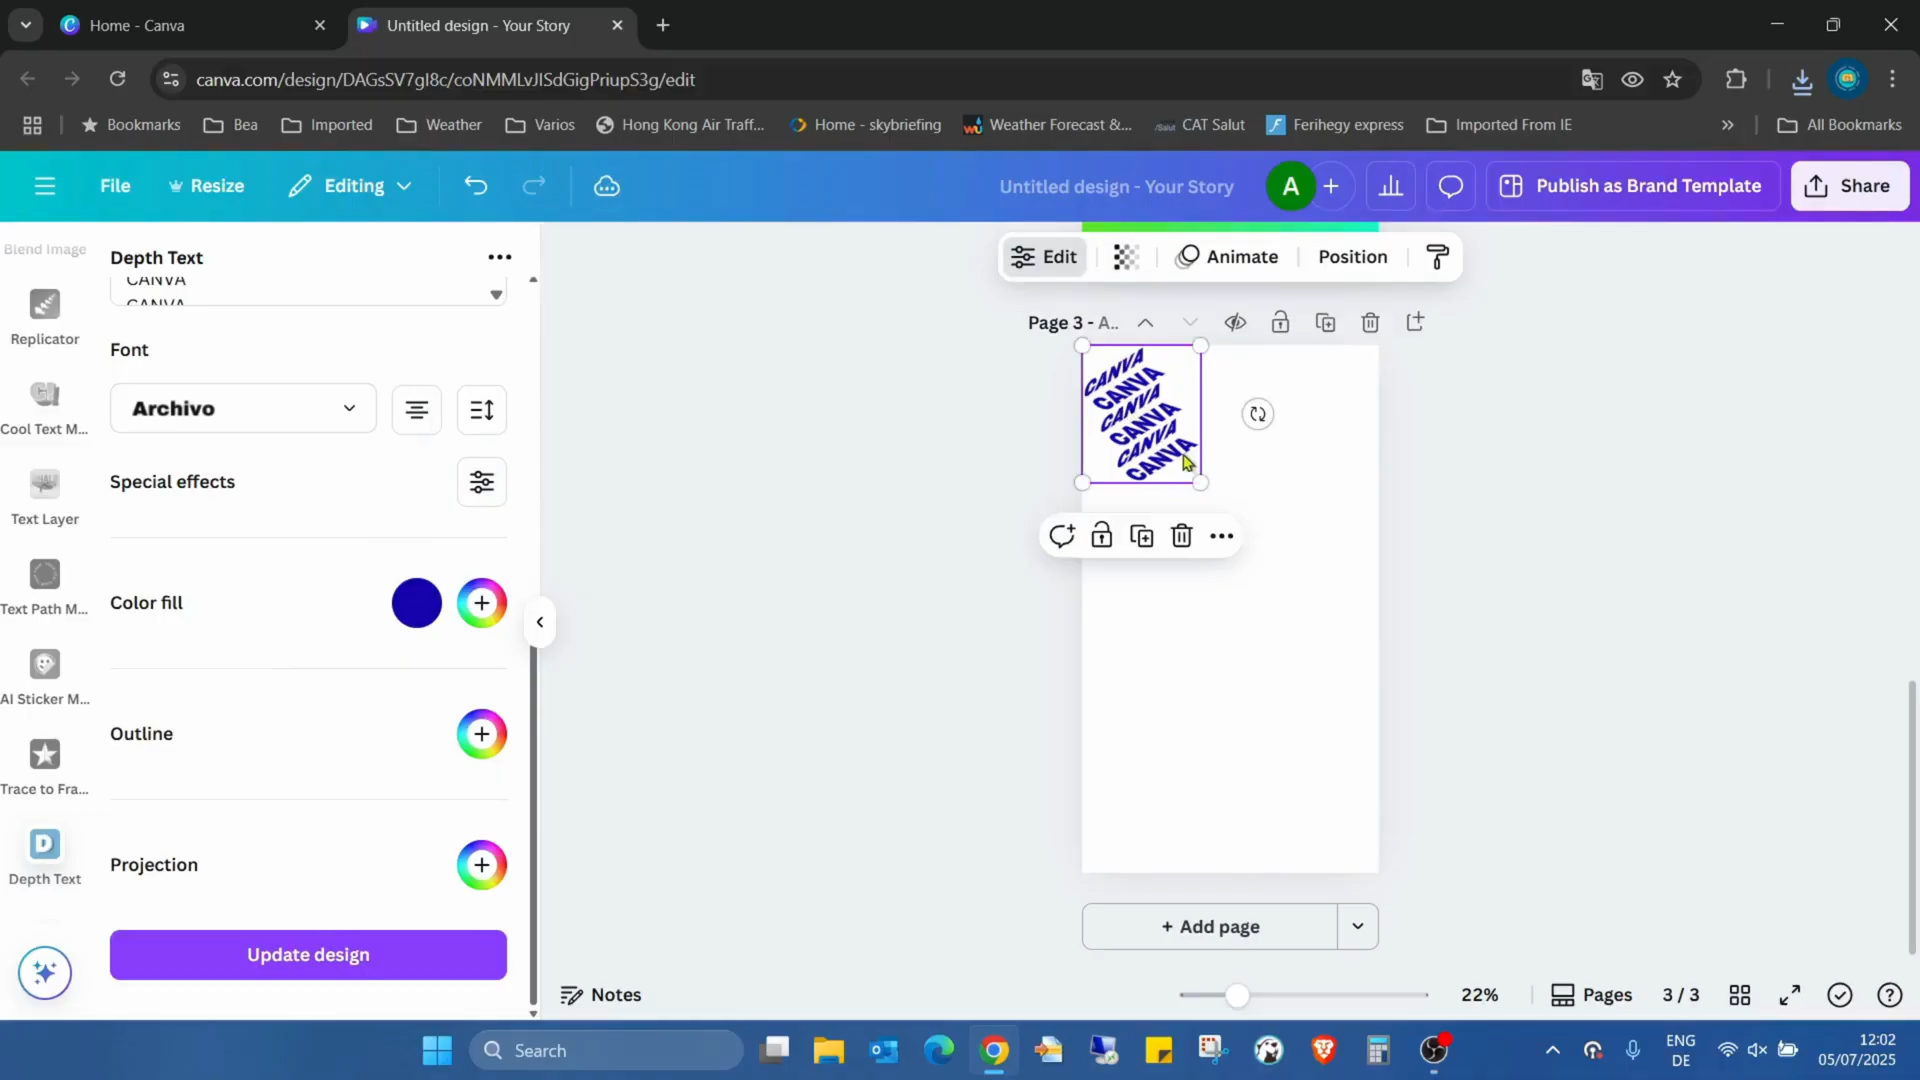 Home - Canva
Untitled design - Your Story
canva.com/design/DAGsSV7gI8c/coNMMLvJISdGigPriupS3g/edit
Bookmarks
Bea
Imported
Weather
Varios
Hong Kong Air Traff...
Home - skybriefing
Weather Forecast &...
CAT Salut
Ferihegy express
Imported From IE
All Bookmarks
File
Resize
Editing
Untitled design - Your Story
A
Publish as Brand Template
Share
Blend Image
Replicator
Cool Text M...
Text Layer
Text Path M...
AI Sticker M...
Trace to Fra...
Depth Text
Depth Text
CANVA
CANVA
Font
Archivo
Special effects
Color fill
Outline
Projection
Update design
Edit
Animate
Position
Page 3 - A..
CANVA
CANVA
CANVA
CANVA
CANVA
CANVA
+ Add page
Notes
22%
Pages
3 / 3
Search
ENG
DE
12:02
05/07/2025